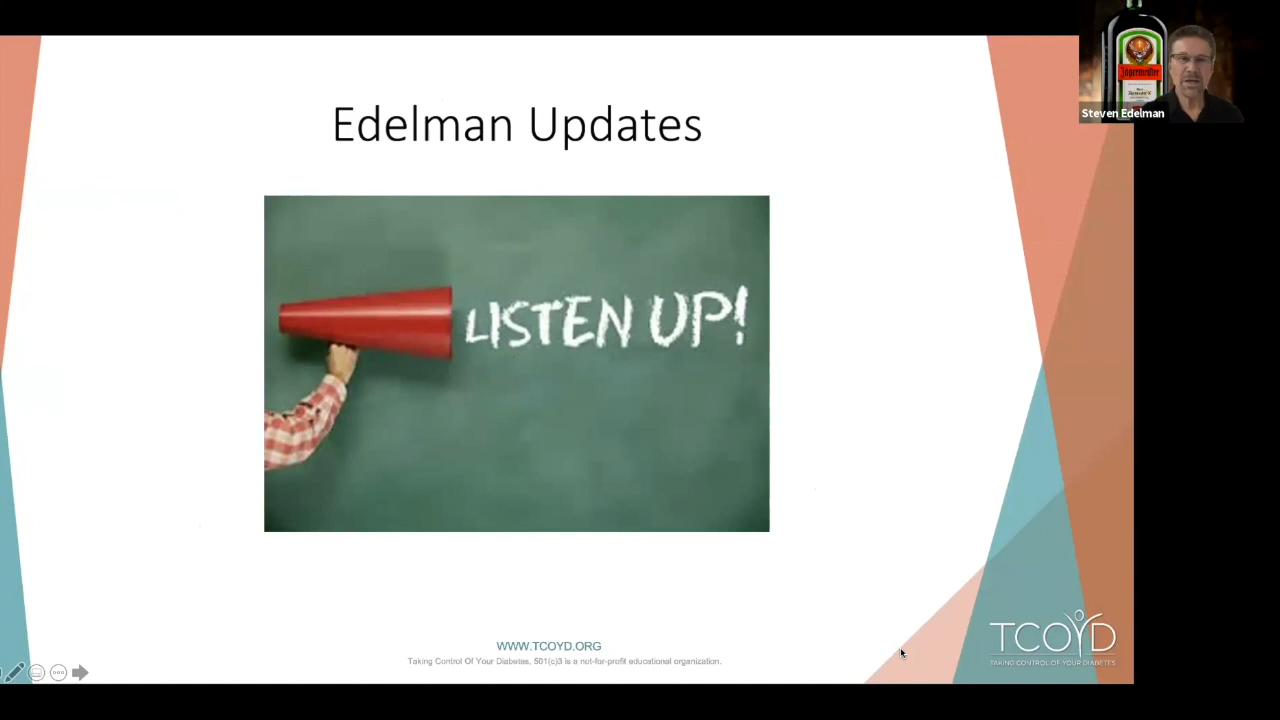 Jägermeister
Steven Edelman
Edelman Updates
LISTEN UP!
WWW.TCOYD.ORG
Taking Control Of Your Diabetes, 501(c)3 is a not-for-profit educational organization.
TCOYD
TAKING CONTROL OF YOUR DIABETES